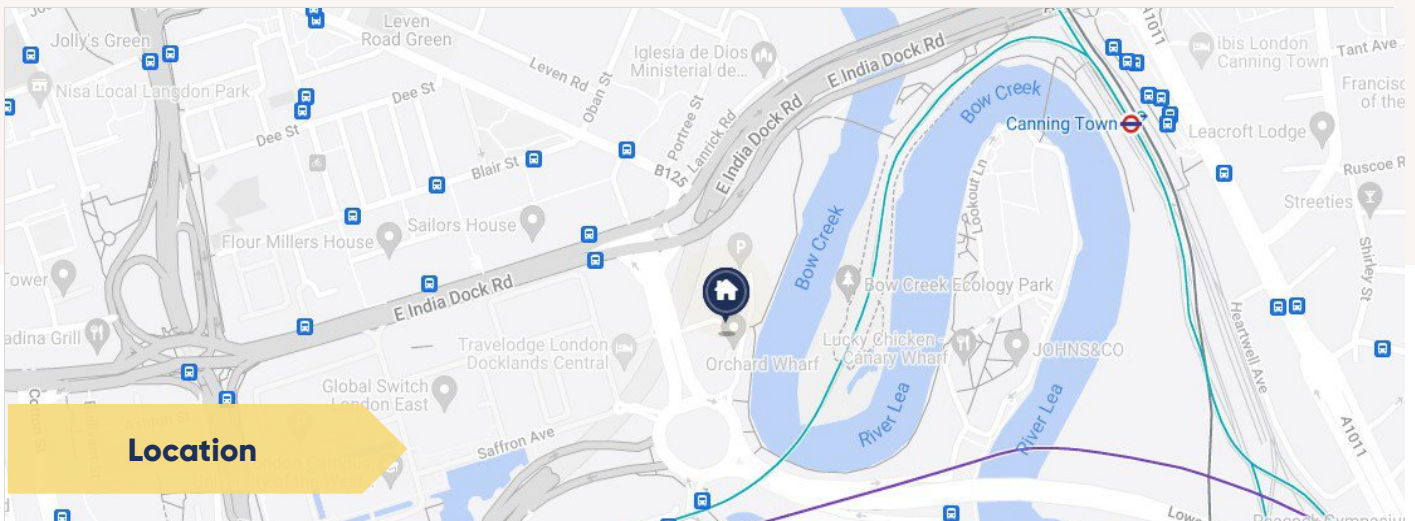 Jolly's Green
Leven
Road Green
Iglesia de Dios
Ministerial de...
E India Dock Rd
A1011
ibis London
Canning Town
Tant Ave
Nisa Local Langdon Park
Dee St
Leven Rd
Oban St
Portree St
Lanrick Rd
Bow Creek
Canning Town
Francisc
of the
Dee St
Blair St
B125
E India Dock Rd
Leacroft Lodge
Ruscoe R
Lookout Ln
Streeties
Flour Millers House
Sailors House
P
Bow Creek
Shirley St
ower
E India Dock Rd
Bow Creek Ecology Park
adina Grill
Travelodge London
Docklands Central
Orchard Wharf
Lucky Chicken -
Canary Wharf
JOHNS&CO
Heartwell Ave
Global Switch
London East
River Lea
River Lea
A1011
Location
Saffron Ave
Lowe